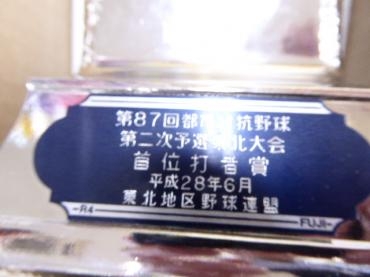 第87回都市対抗野球
第二次予選東北大会
首位打者賞
平成28年6月
東北地区野球連盟
-R4-
FUJI-